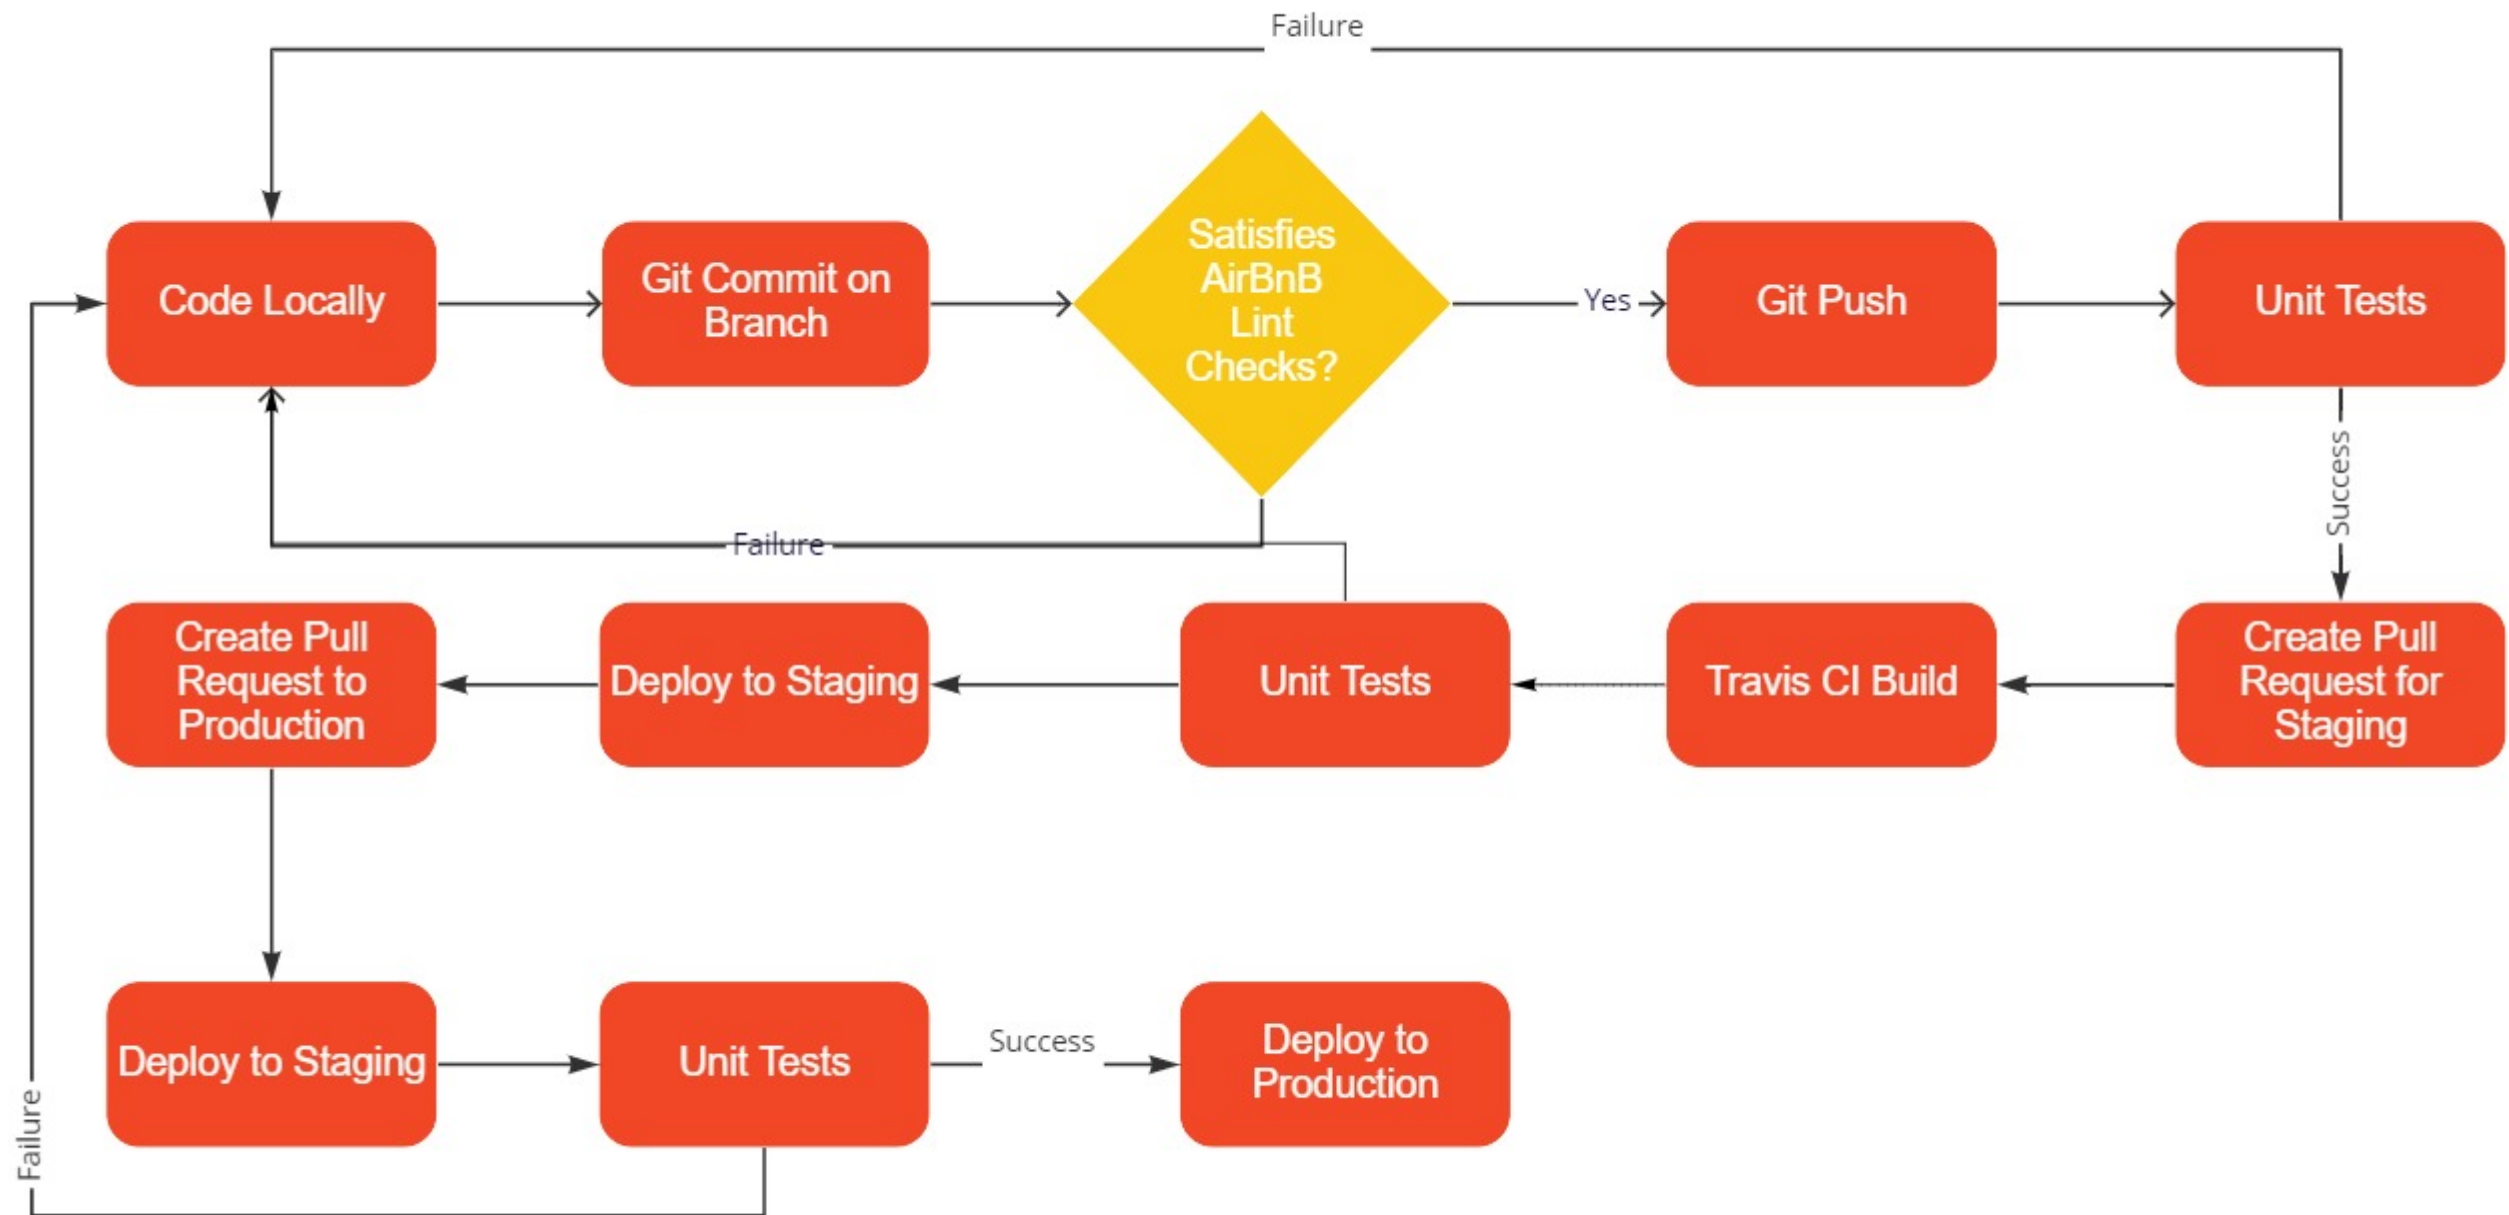 Failure
Code Locally
Git Commit on
Branch
Satisfies
AirBnB
Lint
Checks?
Yes
Git Push
Unit Tests
Success
Failure
Create Pull
Request to
Production
Deploy to Staging
Unit Tests
Travis CI Build
Create Pull
Request for
Staging
Deploy to Staging
Unit Tests
Success
Deploy to
Production
Failure